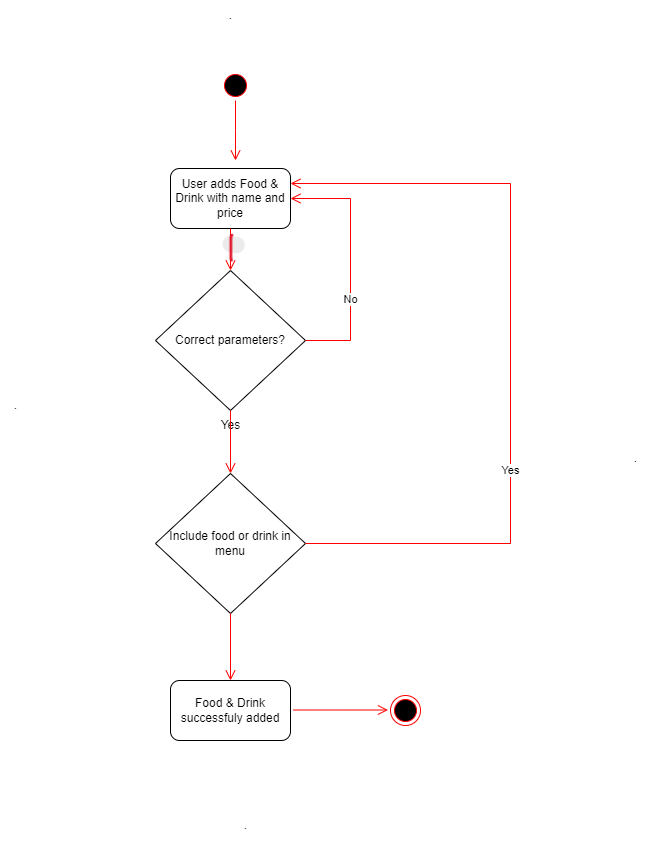 User adds Food &
Drink with name and
price
No
Correct parameters?
Yes
Yes
Include food or drink in
menu
Food & Drink
successfuly added